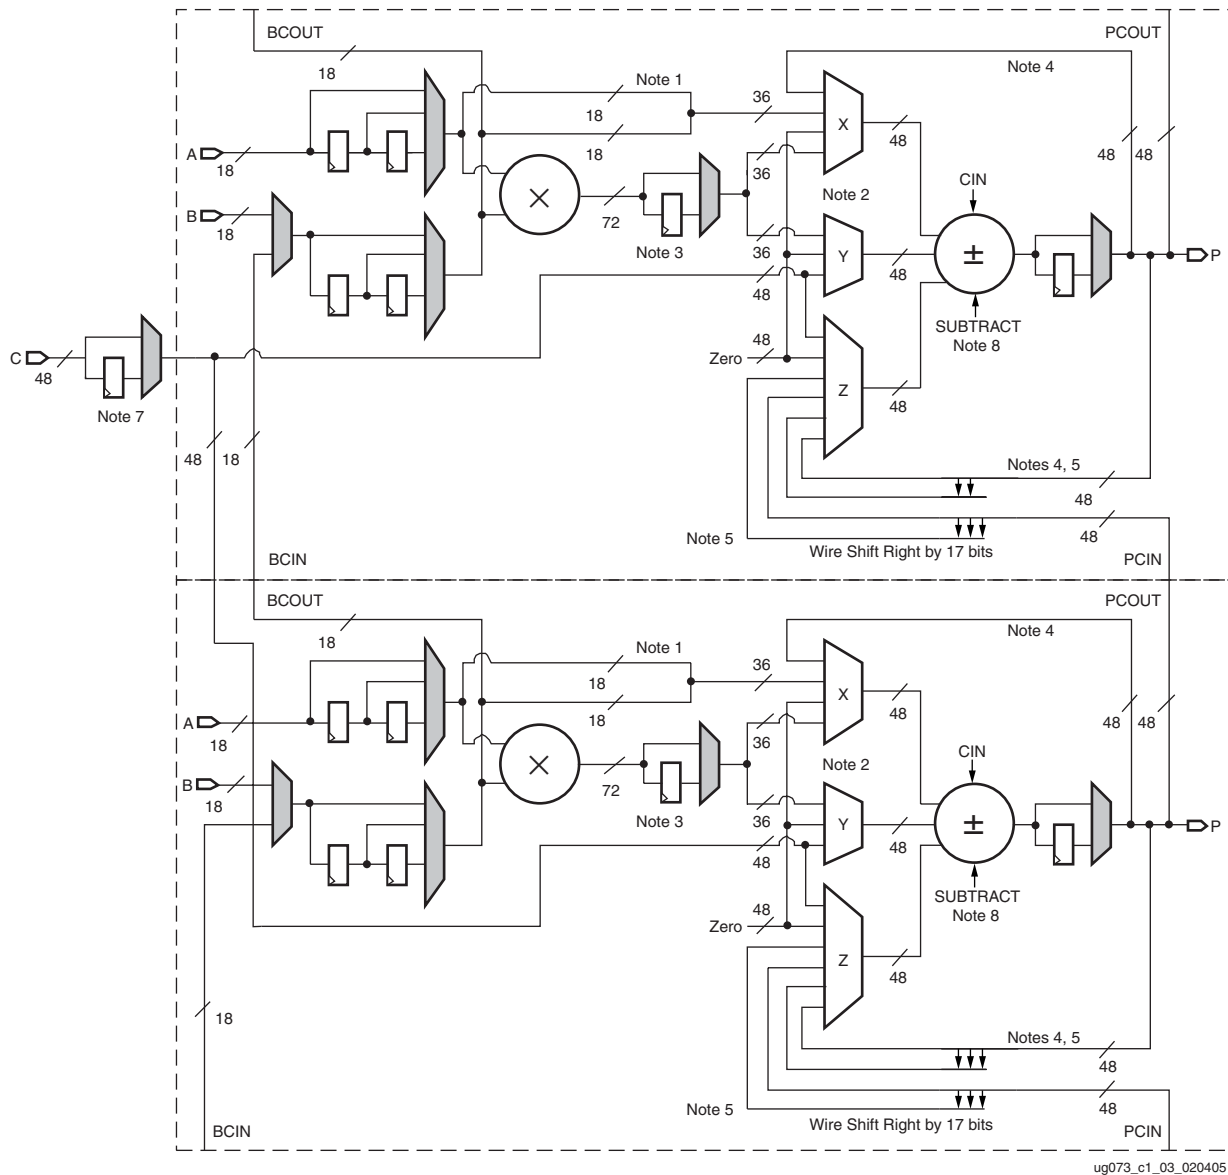 BCOUT
PCOUT
18
Note 1
Note 4
36
18
18
X
48
48
48
A
18
36
CIN
Note 2
B
18
×
72
Note 3
36
Y
48
±
P
48
SUBTRACT
Note 8
C
48
Note 7
48
Zero
Z
48
48
18
Notes 4, 5
48
Note 5
48
Wire Shift Right by 17 bits
BCIN
PCIN
BCOUT
PCOUT
18
Note 1
Note 4
36
18
18
X
48
48
48
A
18
36
CIN
Note 2
B
18
×
72
Note 3
36
Y
48
±
P
48
SUBTRACT
Note 8
48
Zero
Z
48
18
Notes 4, 5
48
Note 5
48
Wire Shift Right by 17 bits
BCIN
PCIN
ug073_c1_03_020405